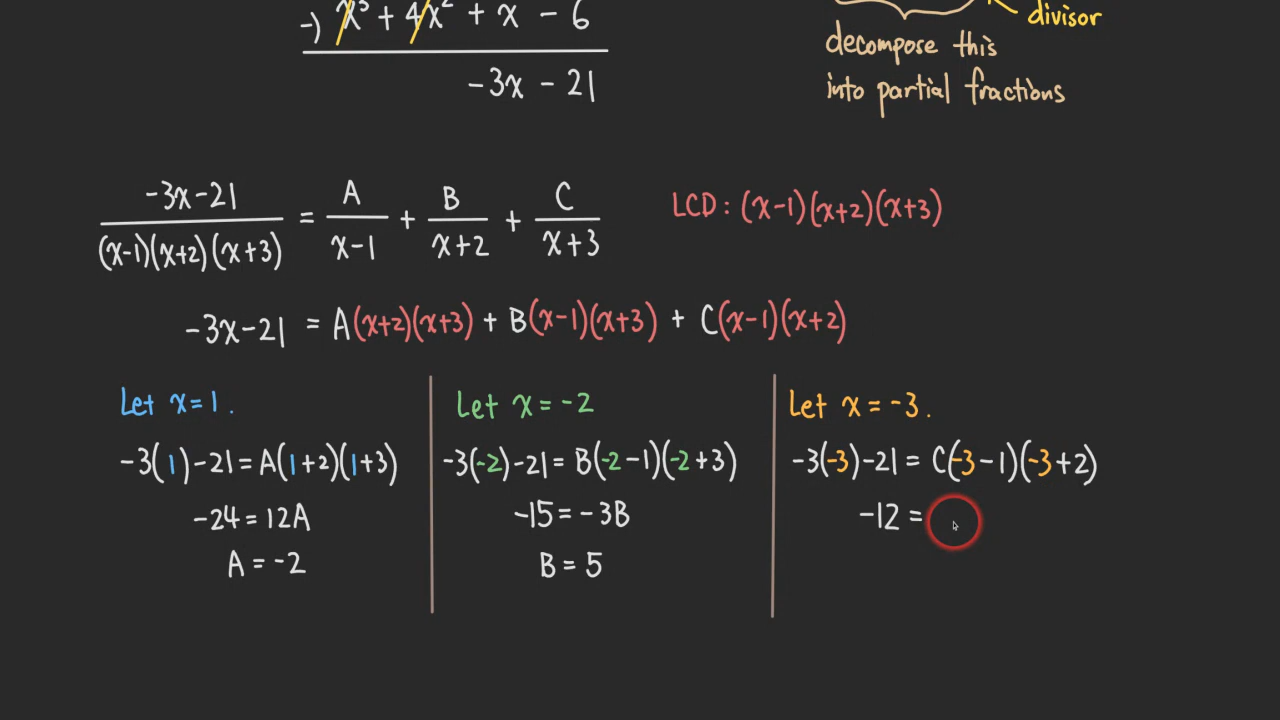 -) x³ + 4x² + x - 6
-3x - 21
divisor
decompose this
into partial fractions
-3x-21 / (x-1)(x+2)(x+3) = A / x-1 + B / x+2 + C / x+3
LCD: (x-1)(x+2)(x+3)
-3x-21 = A(x+2)(x+3) + B(x-1)(x+3) + C(x-1)(x+2)
Let x=1.
-3(1)-21=A(1+2)(1+3)
-24=12A
A=-2
Let x=-2
-3(-2)-21=B(-2-1)(-2+3)
-15=-3B
B=5
Let x=-3.
-3(-3)-21=C(-3-1)(-3+2)
-12=